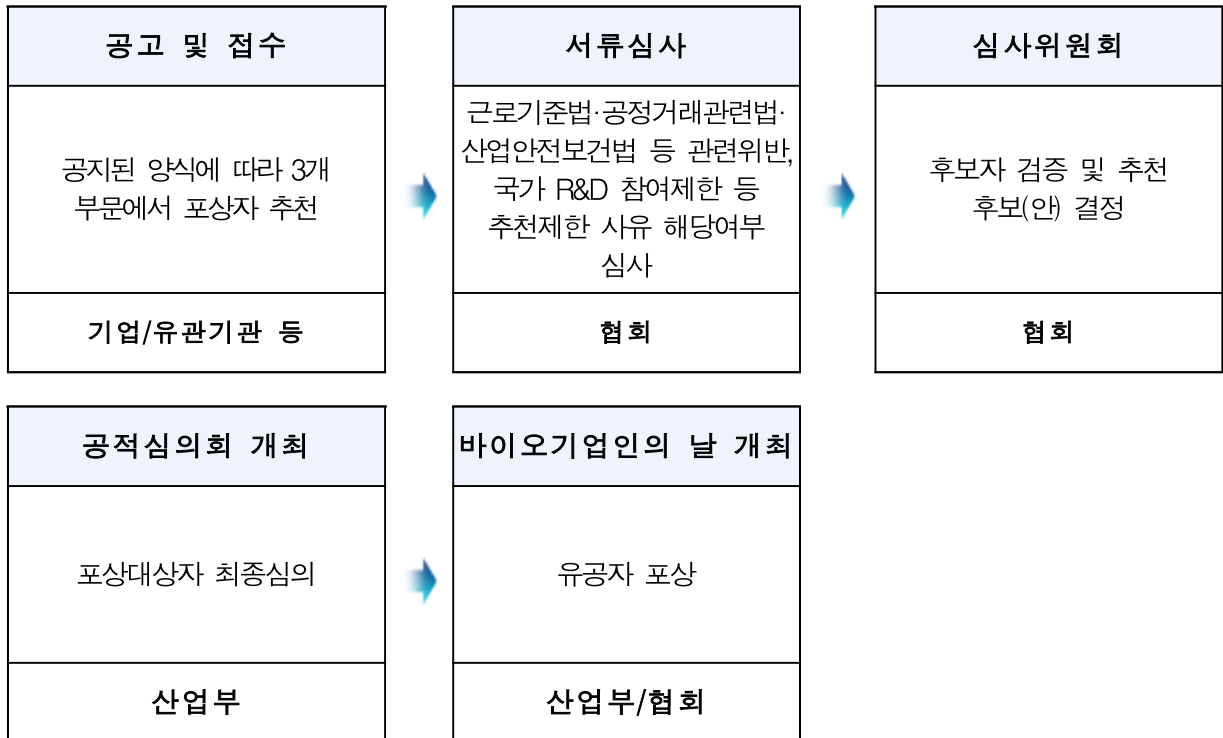 공고 및 접수
공지된 양식에 따라 3개
부문에서 포상자 추천
기업/유관기관 등
서류심사
근로기준법·공정거래관련법·
산업안전보건법 등 관련위반,
국가 R&D 참여제한 등
추천제한 사유 해당여부
심사
협회
심사위원회
후보자 검증 및 추천
후보(안) 결정
협회
공적심의회 개최
포상대상자 최종심의
산업부
바이오기업인의 날 개최
유공자 포상
산업부/협회